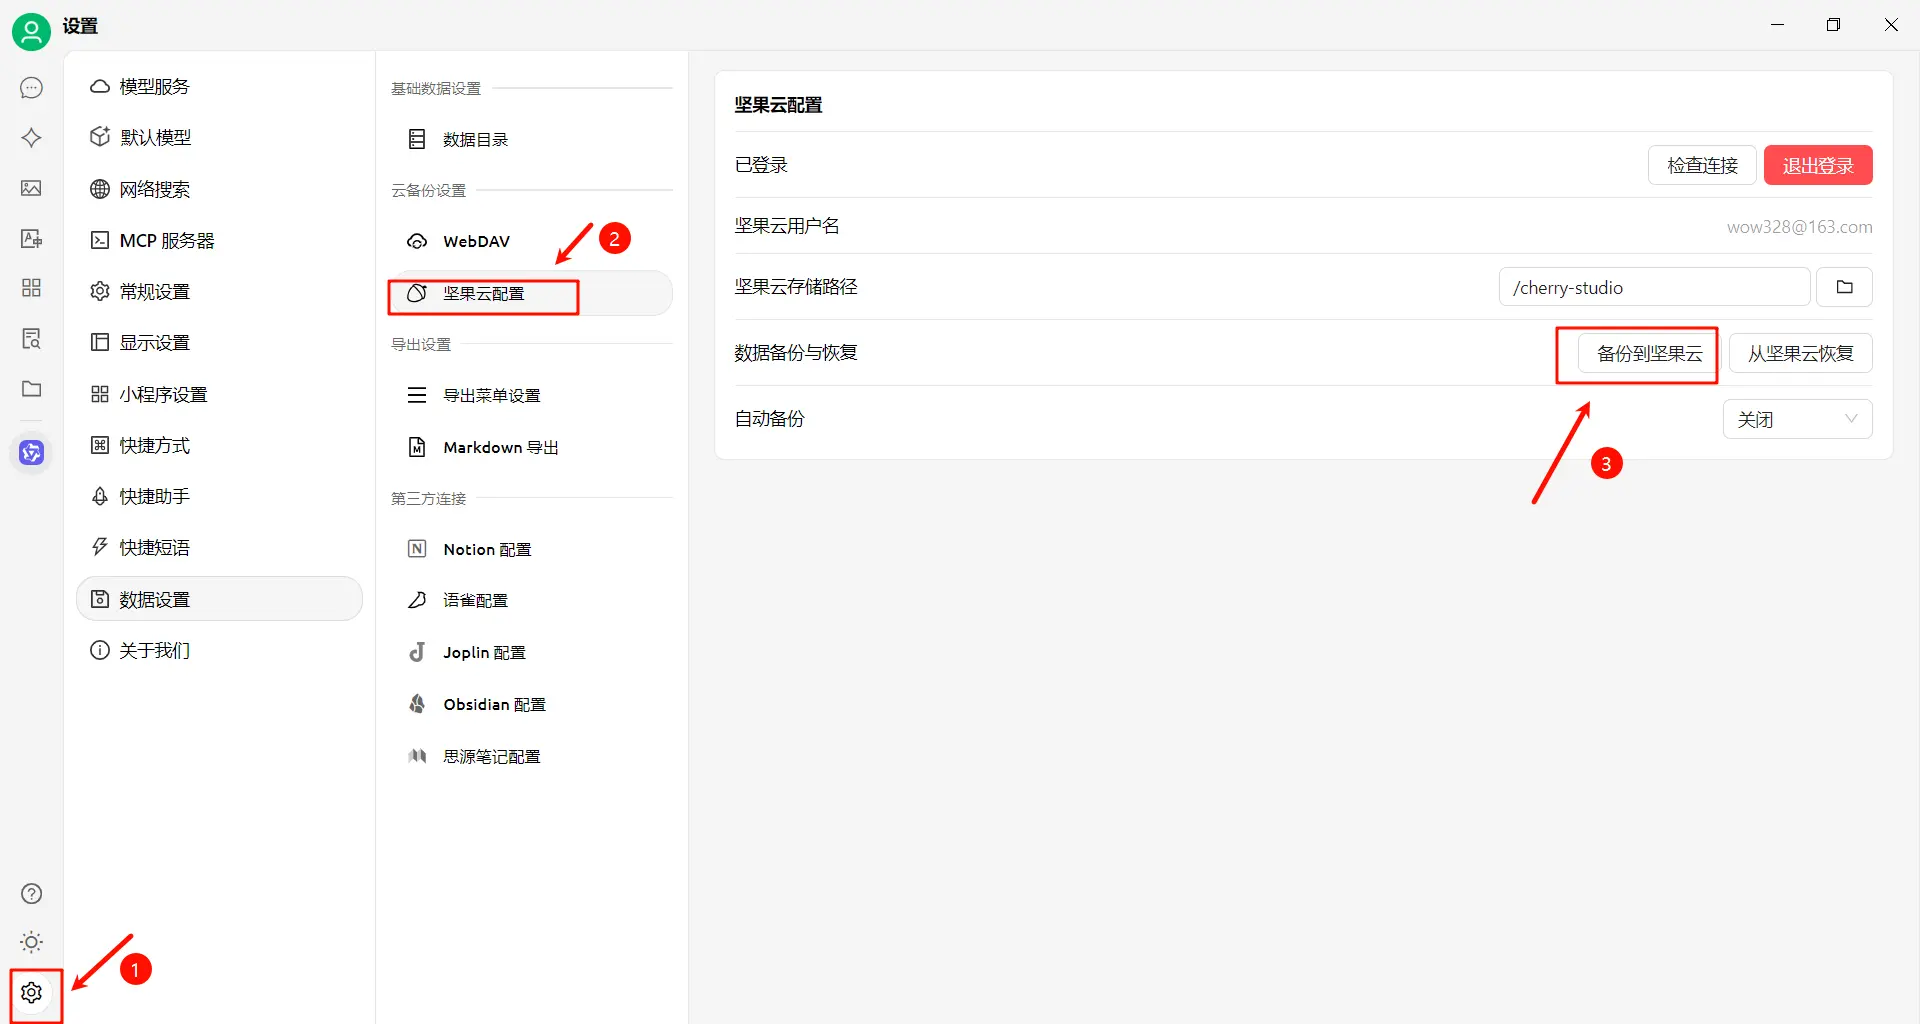 设置
模型服务
默认模型
网络搜索
MCP 服务器
常规设置
显示设置
小程序设置
快捷方式
快捷助手
快捷短语
数据设置
关于我们
1
基础数据设置
数据目录
云备份设置
WebDAV
2
坚果云配置
导出设置
导出菜单设置
Markdown 导出
第三方连接
Notion 配置
语雀配置
Joplin 配置
Obsidian 配置
思源笔记配置
坚果云配置
已登录 检查连接 退出登录
坚果云用户名 wow328@163.com
坚果云存储路径 /cherry-studio
数据备份与恢复 备份到坚果云 从坚果云恢复
自动备份 关闭
3